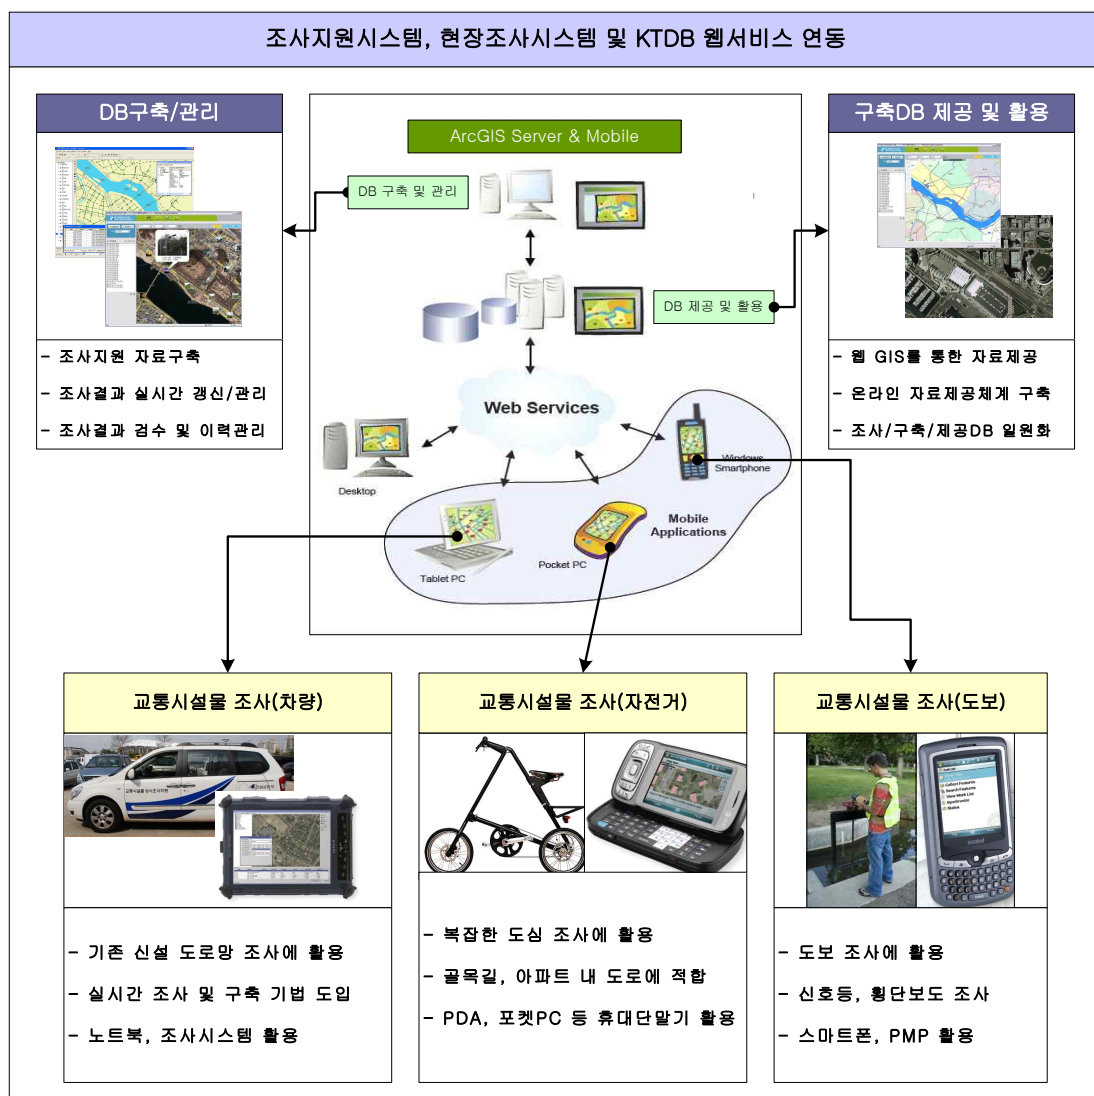 조사지원시스템, 현장조사시스템 및 KTDB 웹서비스 연동
DB구축/관리
- 조사지원 자료구축
- 조사결과 실시간 갱신/관리
- 조사결과 검수 및 이력관리
ArcGIS Server & Mobile
DB 구축 및 관리
DB 제공 및 활용
Web Services
Desktop
Windows
Smartphone
Mobile
Applications
Tablet PC
Pocket PC
구축DB 제공 및 활용
- 웹 GIS를 통한 자료제공
- 온라인 자료제공체계 구축
- 조사/구축/제공DB 일원화
교통시설물 조사(차량)
- 기존 신설 도로망 조사에 활용
- 실시간 조사 및 구축 기법 도입
- 노트북, 조사시스템 활용
교통시설물 조사(자전거)
- 복잡한 도심 조사에 활용
- 골목길, 아파트 내 도로에 적합
- PDA, 포켓PC 등 휴대단말기 활용
교통시설물 조사(도보)
Collect Features
Search Features
View Work List
Synchronize
Status
- 도보 조사에 활용
- 신호등, 횡단보도 조사
- 스마트폰, PMP 활용